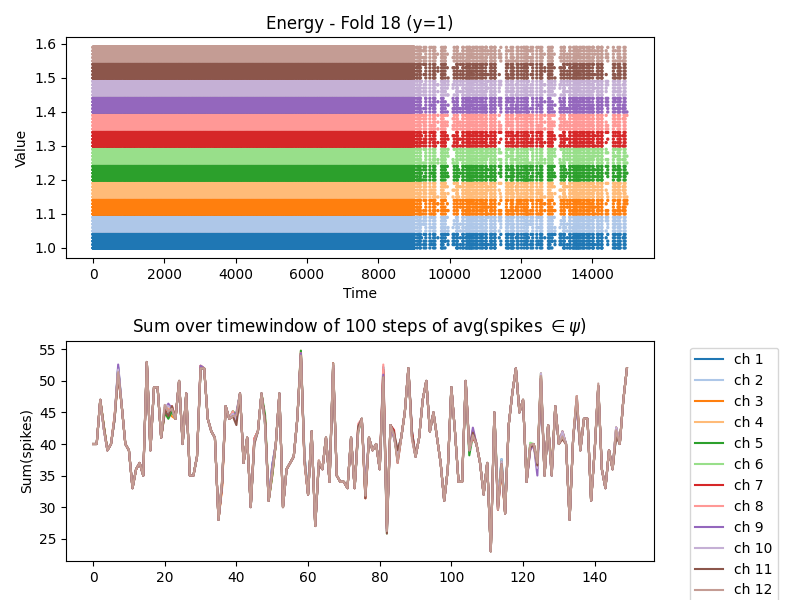 Energy - Fold 18 (y=1)
1.6
1.5
1.4
1.3
1.2
1.1
1.0
Value
0 2000 4000 6000 8000 10000 12000 14000
Time
Sum over timewindow of 100 steps of avg(spikes ∈ ψ)
55
50
45
40
35
30
25
Sum(spikes)
0 20 40 60 80 100 120 140
ch 1
ch 2
ch 3
ch 4
ch 5
ch 6
ch 7
ch 8
ch 9
ch 10
ch 11
ch 12